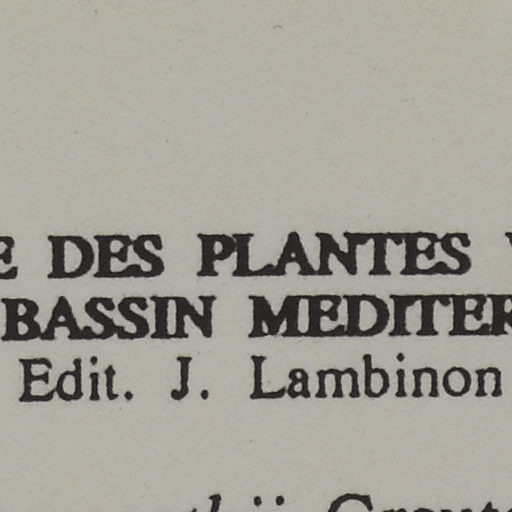 DES PLANTES
BASSIN MEDITER
Edit. J. Lambinon